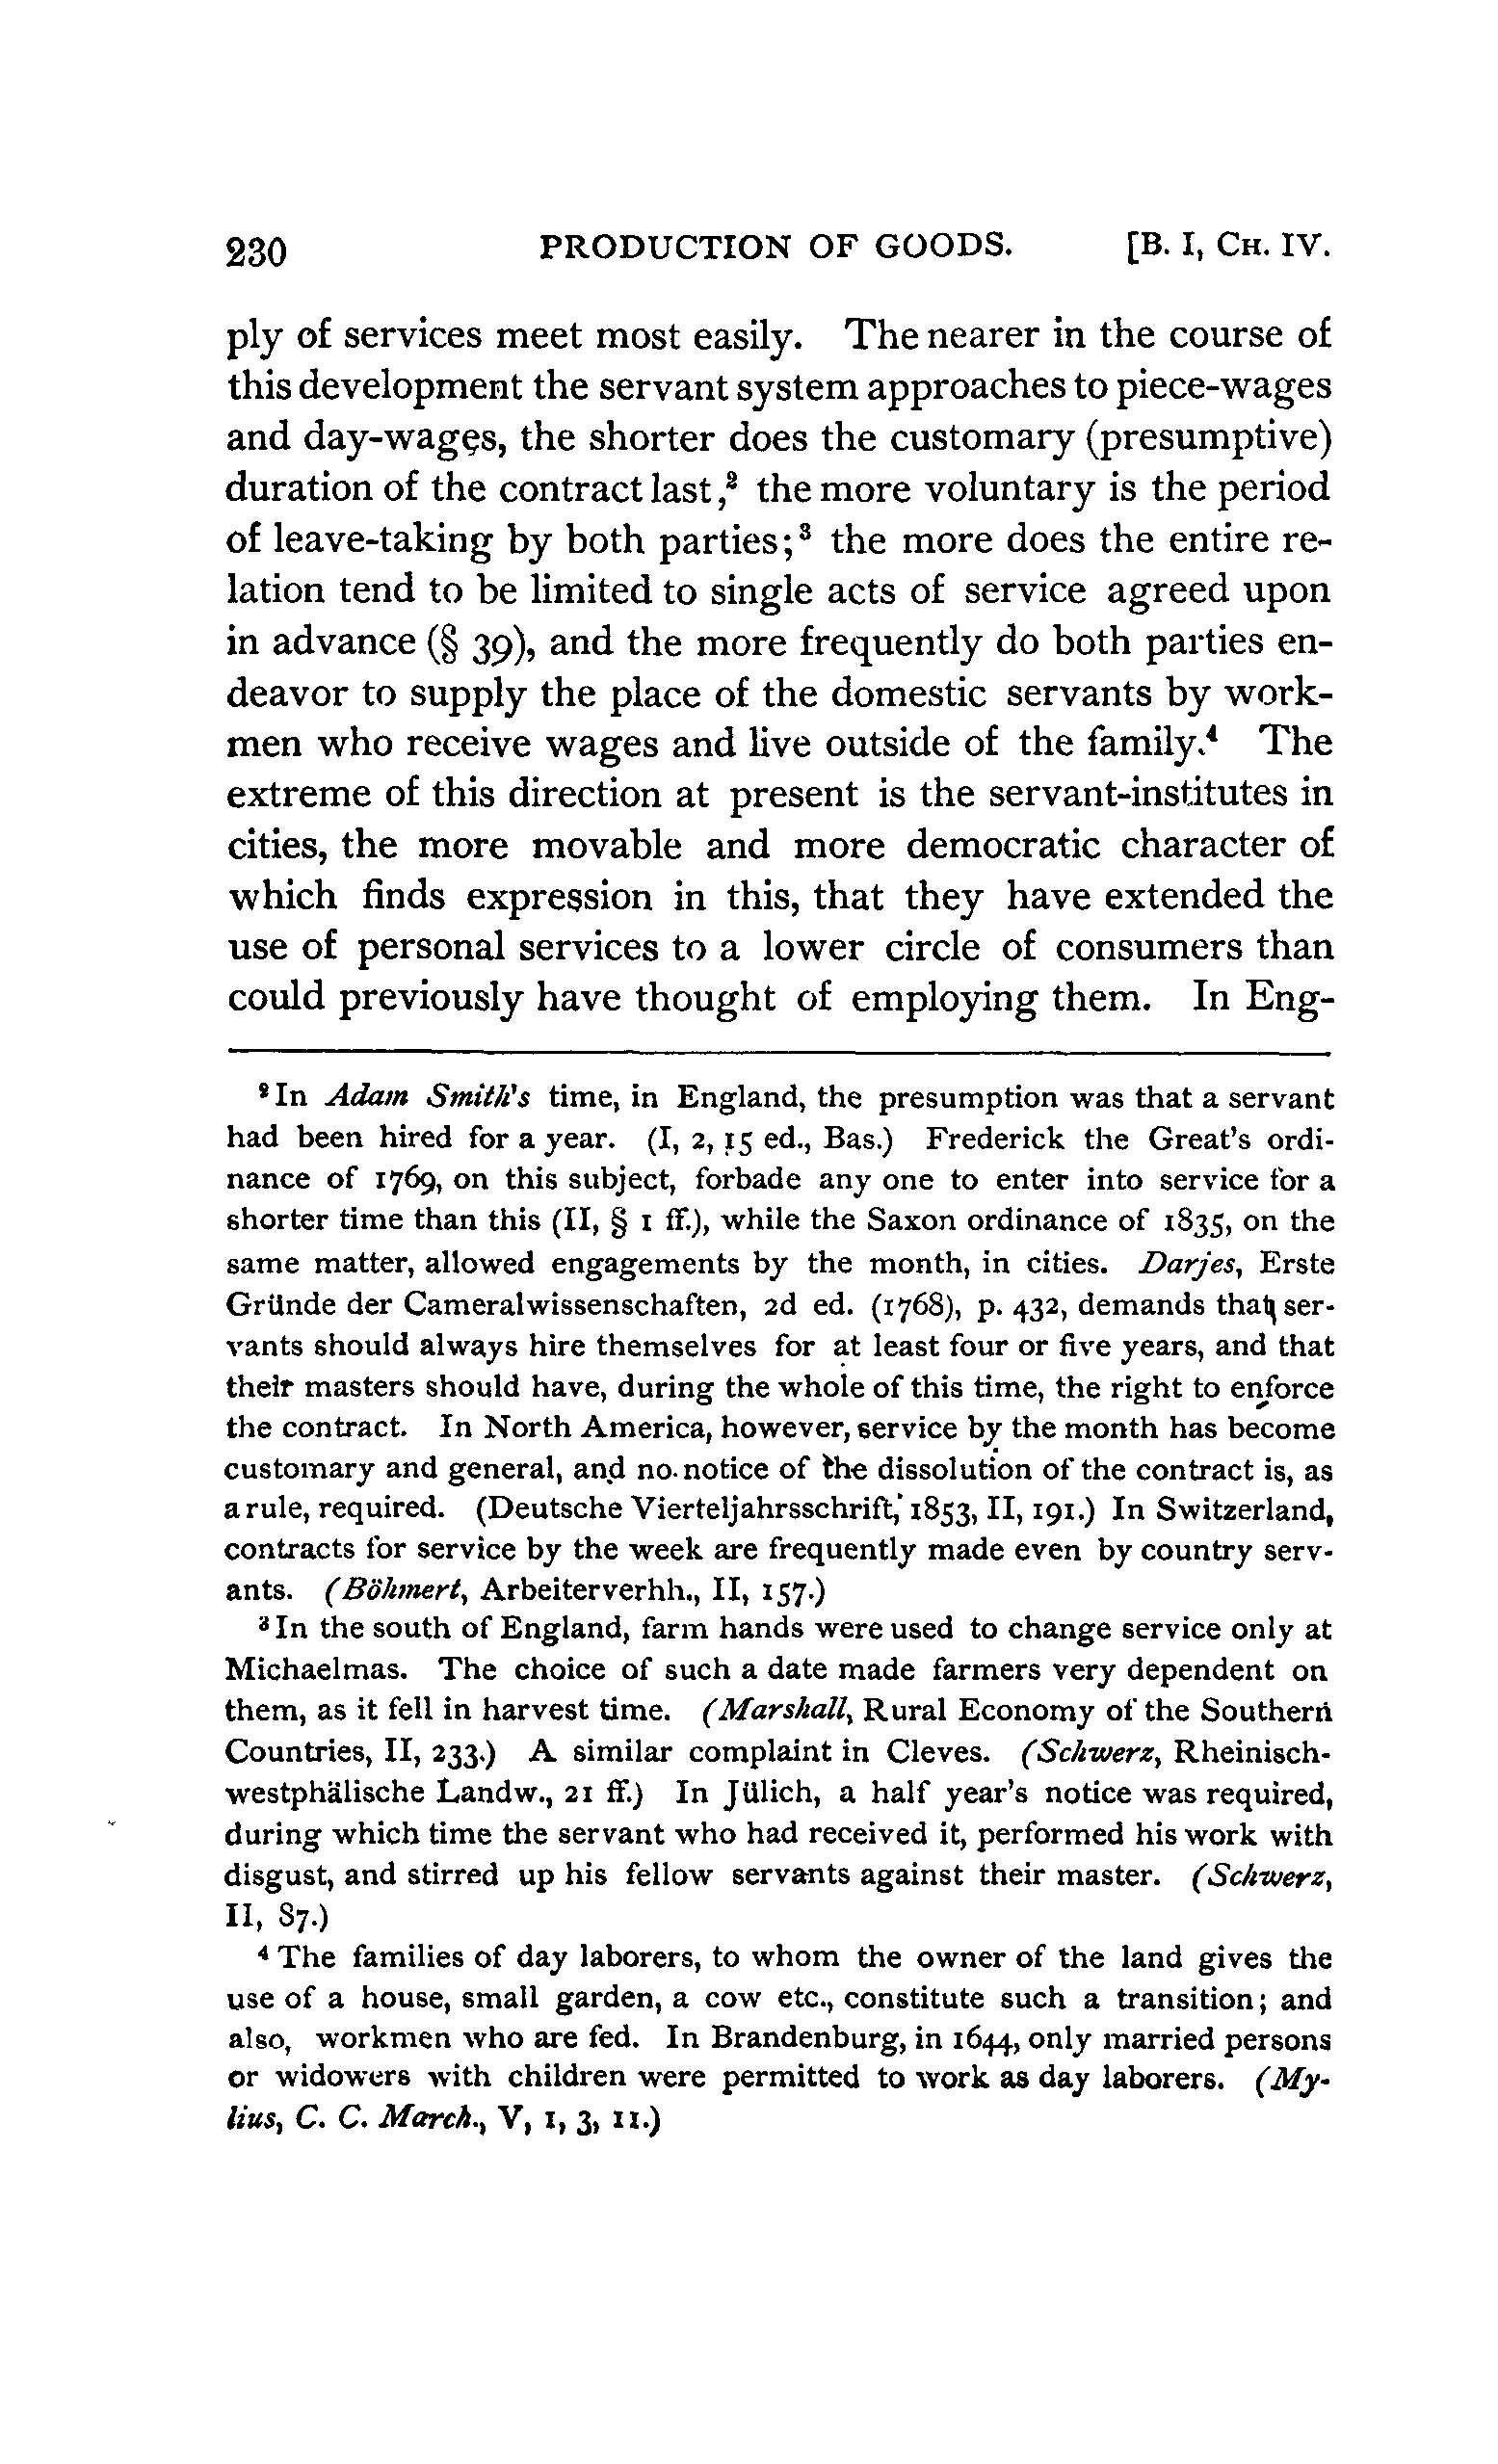 230 PRODUCTION OF GOODS. [B. I, CH. IV.
ply of services meet most easily. The nearer in the course of
this development the servant system approaches to piece-wages
and day-wages, the shorter does the customary (presumptive)
duration of the contract last,² the more voluntary is the period
of leave-taking by both parties;³ the more does the entire re-
lation tend to be limited to single acts of service agreed upon
in advance (§ 39), and the more frequently do both parties en-
deavor to supply the place of the domestic servants by work-
men who receive wages and live outside of the family.⁴ The
extreme of this direction at present is the servant-institutes in
cities, the more movable and more democratic character of
which finds expression in this, that they have extended the
use of personal services to a lower circle of consumers than
could previously have thought of employing them. In Eng-
² In Adam Smith's time, in England, the presumption was that a servant
had been hired for a year. (I, 2, 15 ed., Bas.) Frederick the Great's ordi-
nance of 1769, on this subject, forbade any one to enter into service for a
shorter time than this (II, § 1 ff.), while the Saxon ordinance of 1835, on the
same matter, allowed engagements by the month, in cities. Darjes, Erste
Gründe der Cameralwissenschaften, 2d ed. (1768), p. 432, demands that ser-
vants should always hire themselves for at least four or five years, and that
their masters should have, during the whole of this time, the right to enforce
the contract. In North America, however, service by the month has become
customary and general, and no notice of the dissolution of the contract is, as
a rule, required. (Deutsche Vierteljahrsschrift, 1853, II, 191.) In Switzerland,
contracts for service by the week are frequently made even by country serv-
ants. (Böhmert, Arbeiterverhh., II, 157.)
³ In the south of England, farm hands were used to change service only at
Michaelmas. The choice of such a date made farmers very dependent on
them, as it fell in harvest time. (Marshall, Rural Economy of the Southern
Countries, II, 233.) A similar complaint in Cleves. (Schwerz, Rheinisch-
westphälische Landw., 21 ff.) In Jülich, a half year's notice was required,
during which time the servant who had received it, performed his work with
disgust, and stirred up his fellow servants against their master. (Schwerz,
II, 87.)
⁴ The families of day laborers, to whom the owner of the land gives the
use of a house, small garden, a cow etc., constitute such a transition; and
also, workmen who are fed. In Brandenburg, in 1644, only married persons
or widowers with children were permitted to work as day laborers. (My-
lius, C. C. March., V, 1, 3, 11.)